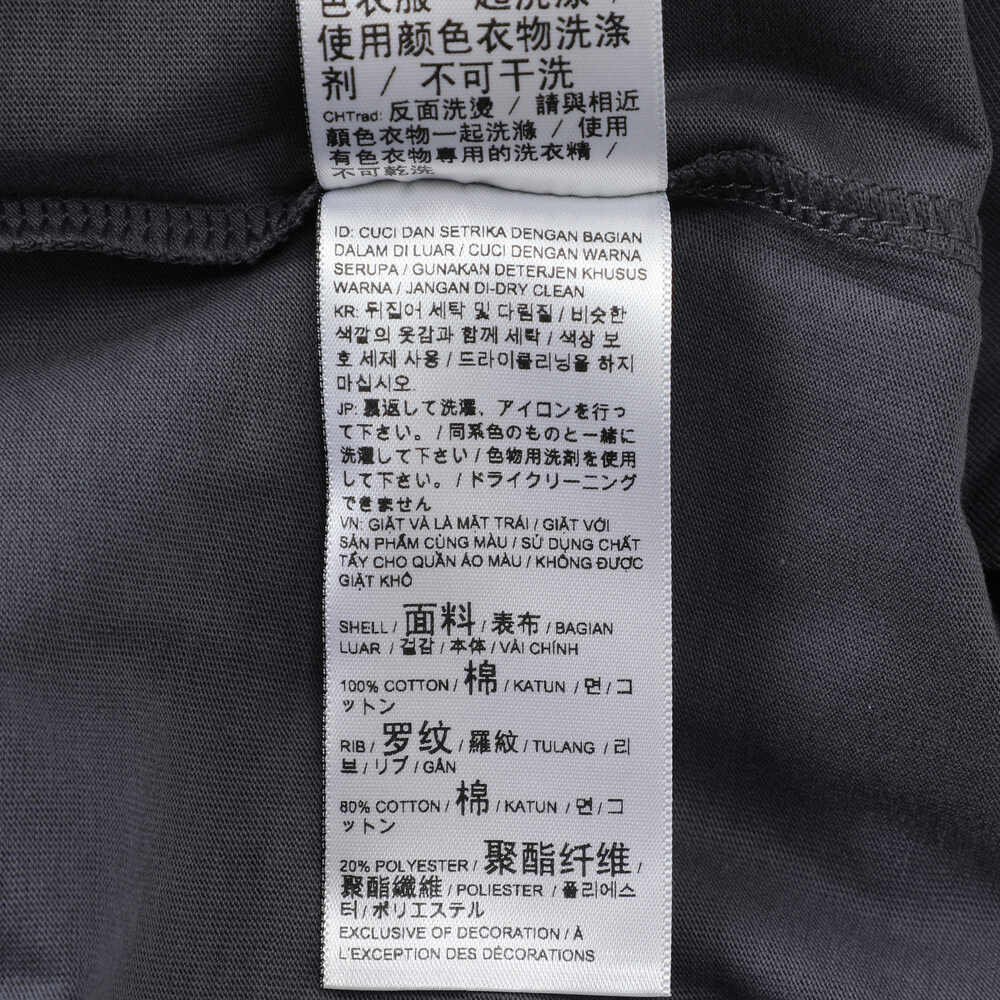 色衣服一起洗涤 /
使用颜色衣物洗涤
剂 / 不可干洗
CHTrad: 反面洗燙 / 請與相近
顏色衣物一起洗滌 / 使用
有色衣物專用的洗衣精 /
不可乾洗
ID: CUCI DAN SETRIKA DENGAN BAGIAN
DALAM DI LUAR / CUCI DENGAN WARNA
SERUPA / GUNAKAN DETERJEN KHUSUS
WARNA / JANGAN DI-DRY CLEAN
KR: 뒤집어 세탁 및 다림질 / 비슷한
색깔의 옷감과 함께 세탁 / 색상 보
호 세제 사용 / 드라이클리닝을 하지
마십시오.
JP: 裏返して洗濯、アイロンを行っ
て下さい。/ 同系色のものと一緒に
洗濯して下さい / 色物用洗剤を使用
して下さい。/ ドライクリーニング
できません
VN: GIẶT VÀ LÀ MẶT TRÁI / GIẶT VỚI
SẢN PHẨM CÙNG MÀU / SỬ DỤNG CHẤT
TẨY CHO QUẦN ÁO MÀU / KHÔNG ĐƯỢC
GIẶT KHÔ
SHELL / 面料 / 表布 / BAGIAN
LUAR / 겉감 / 本体 / VẢI CHÍNH
100% COTTON / 棉 / KATUN / 면 / コ
ットン
RIB / 罗纹 / 羅紋 / TULANG / 리
브 / リブ / GÂN
80% COTTON / 棉 / KATUN / 면 / コ
ットン
20% POLYESTER / 聚酯纤维 /
聚酯纖維 / POLIESTER / 폴리에스
터 / ポリエステル
EXCLUSIVE OF DECORATION / À
L'EXCEPTION DES DÉCORATIONS